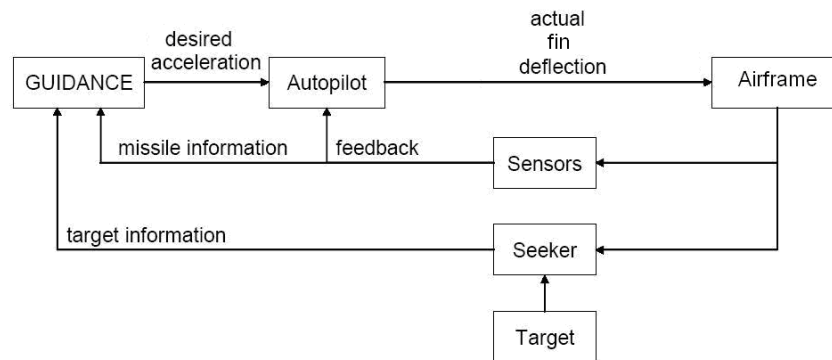 actual
fin
deflection
desired
acceleration
GUIDANCE
Autopilot
Airframe
missile information
feedback
Sensors
target information
Seeker
Target